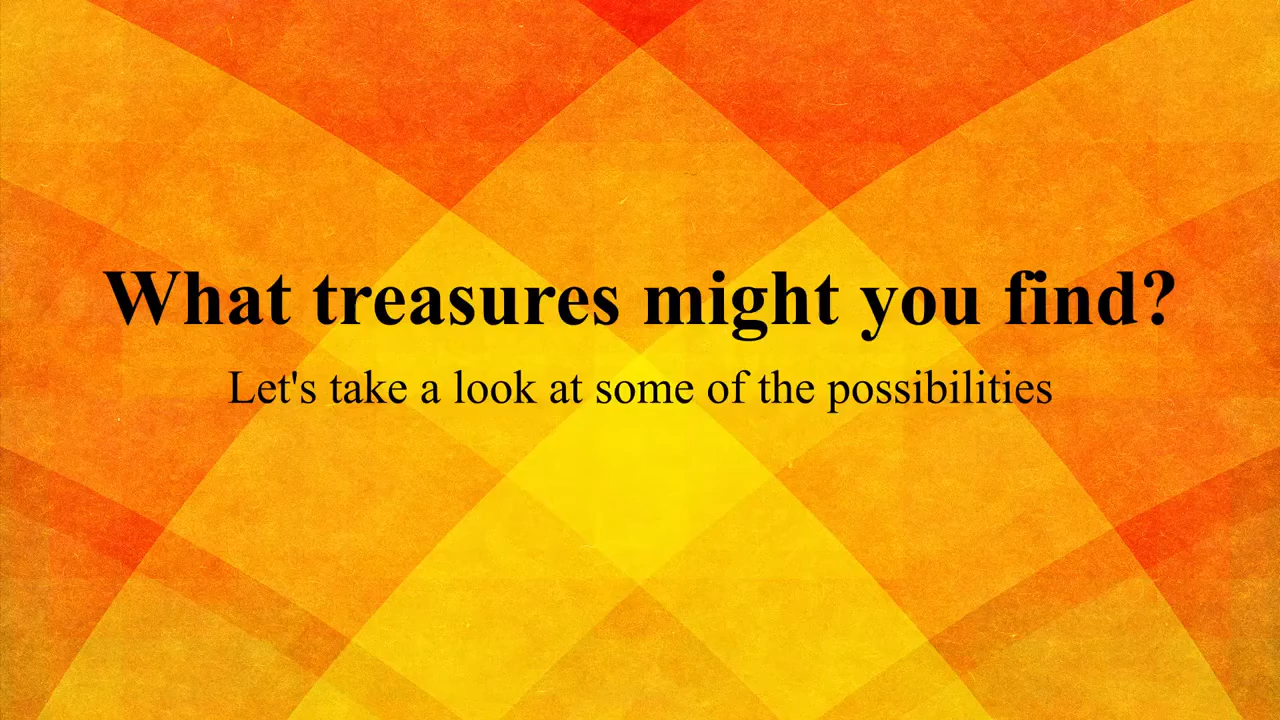 What treasures might you find?
Let's take a look at some of the possibilities